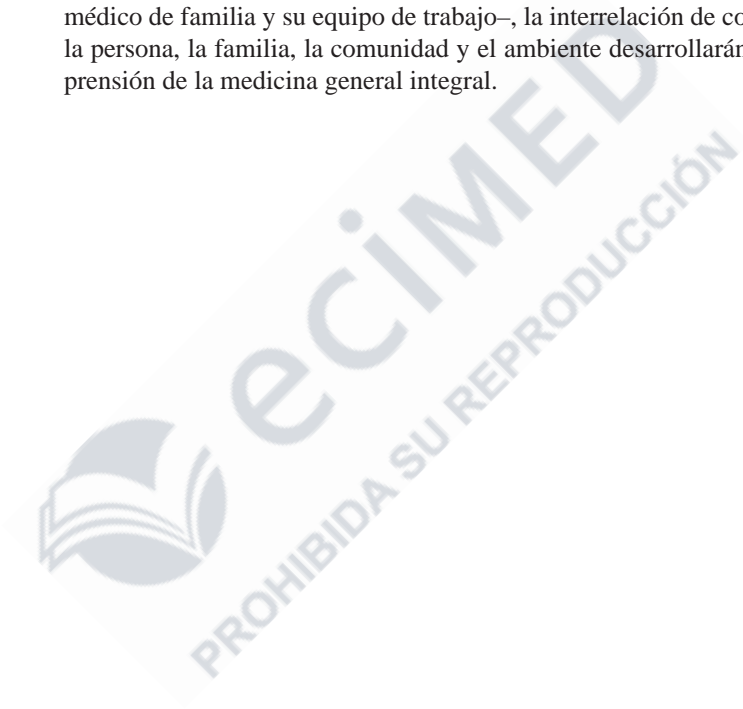 médico de familia y su equipo de trabajo–, la interrelación de
la persona, la familia, la comunidad y el ambiente desarrollarán
prensión de la medicina general integral.
ecimed
PROHIBIDA SU REPRODUCCIÓN